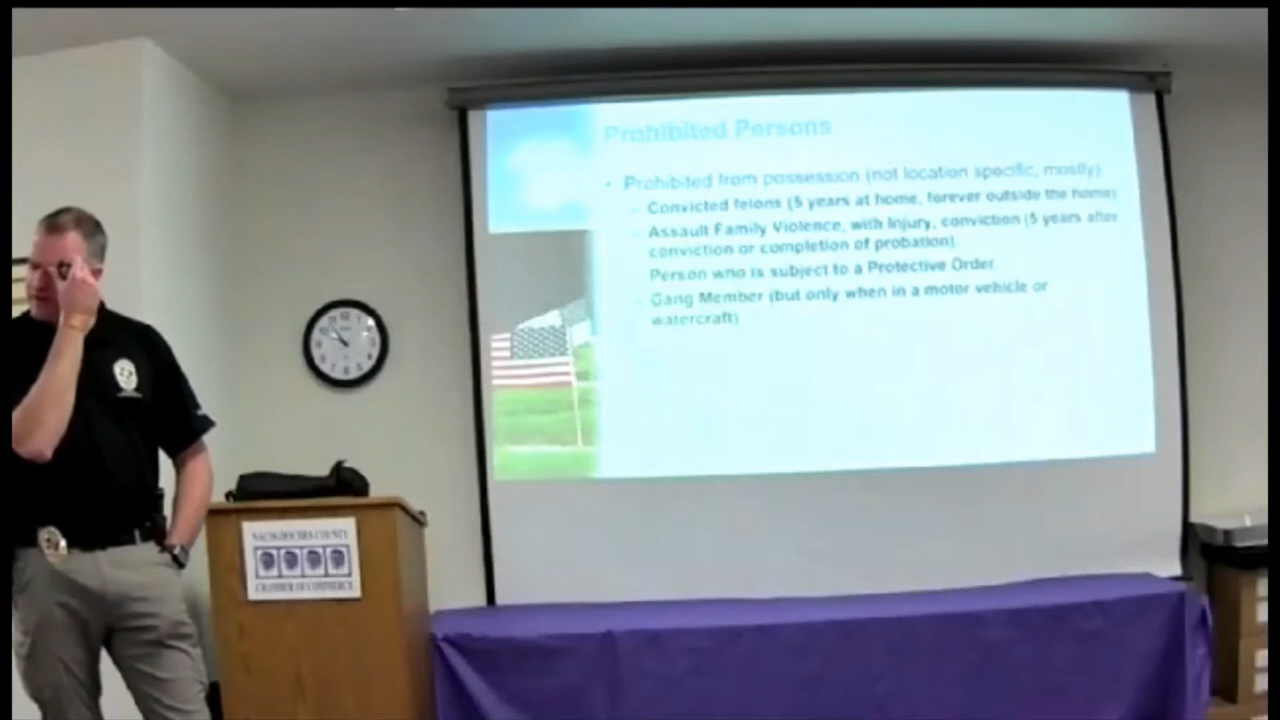 Prohibited Persons
• Prohibited from possession (not location specific, mostly)
– Convicted felons (5 years at home, forever outside the home)
– Assault Family Violence, with Injury, conviction (5 years after
conviction or completion of probation)
Person who is subject to a Protective Order.
– Gang Member (but only when in a motor vehicle or
watercraft)
NACOGDOCHES COUNTY
CHAMBER OF COMMERCE